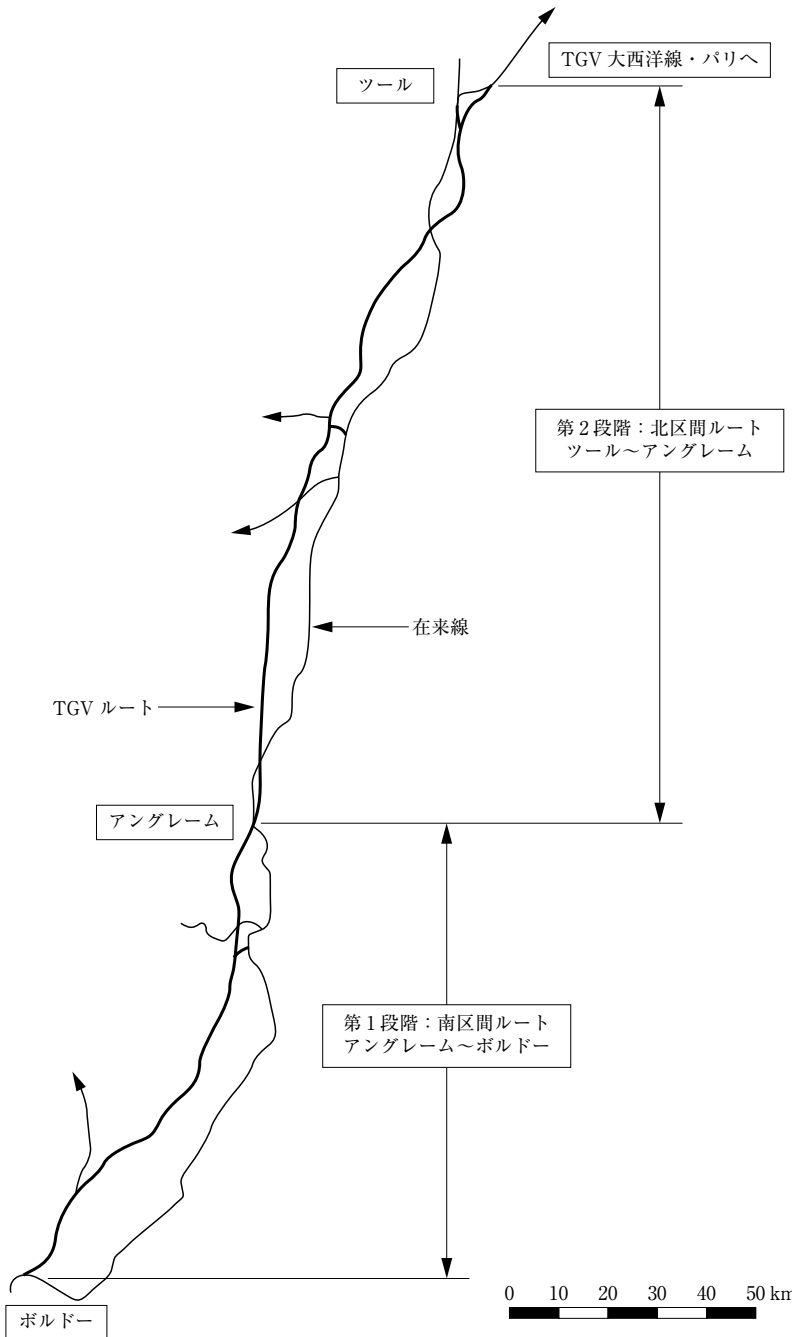 TGV 大西洋線・パリへ
ツール
第2段階：北区間ルート
ツール〜アングレーム
在来線
TGV ルート
アングレーム
第1段階：南区間ルート
アングレーム〜ボルドー
0 10 20 30 40 50 km
ボルドー